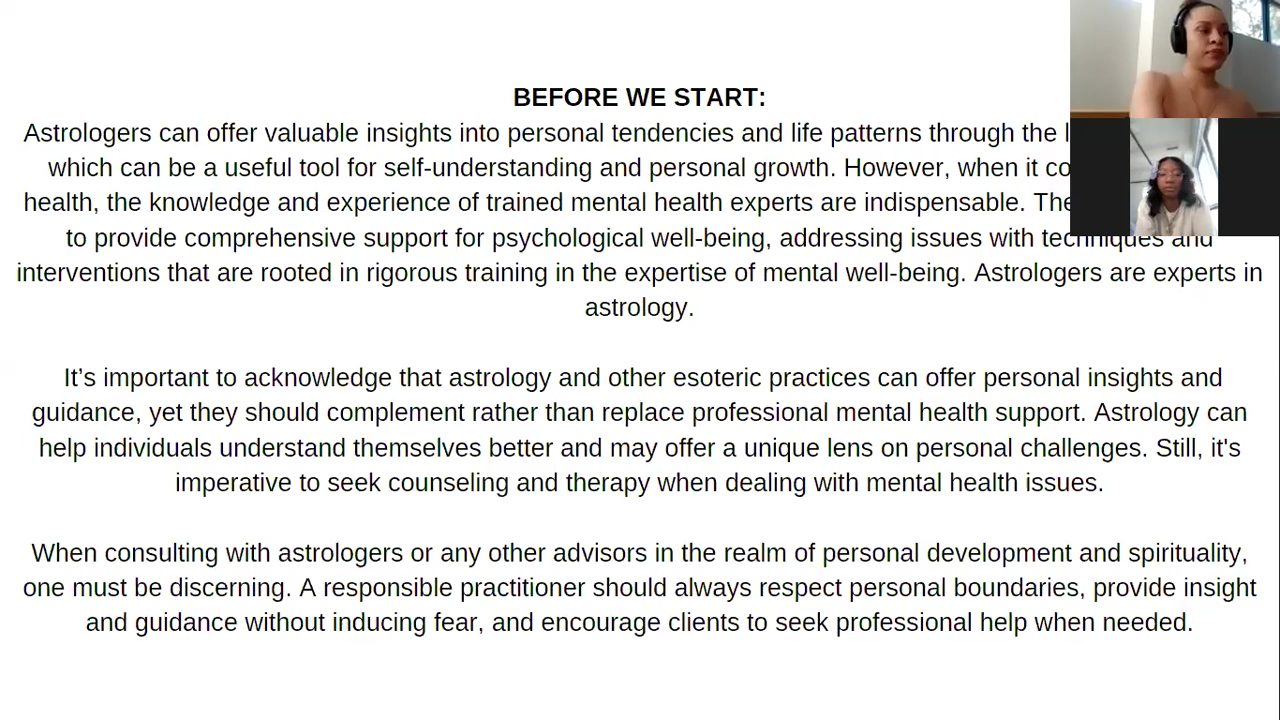 BEFORE WE START:
Astrologers can offer valuable insights into personal tendencies and life patterns through the
which can be a useful tool for self-understanding and personal growth. However, when it
health, the knowledge and experience of trained mental health experts are indispensable.
to provide comprehensive support for psychological well-being, addressing issues with techniques and
interventions that are rooted in rigorous training in the expertise of mental well-being. Astrologers are experts in
astrology.
It’s important to acknowledge that astrology and other esoteric practices can offer personal insights and
guidance, yet they should complement rather than replace professional mental health support. Astrology can
help individuals understand themselves better and may offer a unique lens on personal challenges. Still, it's
imperative to seek counseling and therapy when dealing with mental health issues.
When consulting with astrologers or any other advisors in the realm of personal development and spirituality,
one must be discerning. A responsible practitioner should always respect personal boundaries, provide insight
and guidance without inducing fear, and encourage clients to seek professional help when needed.